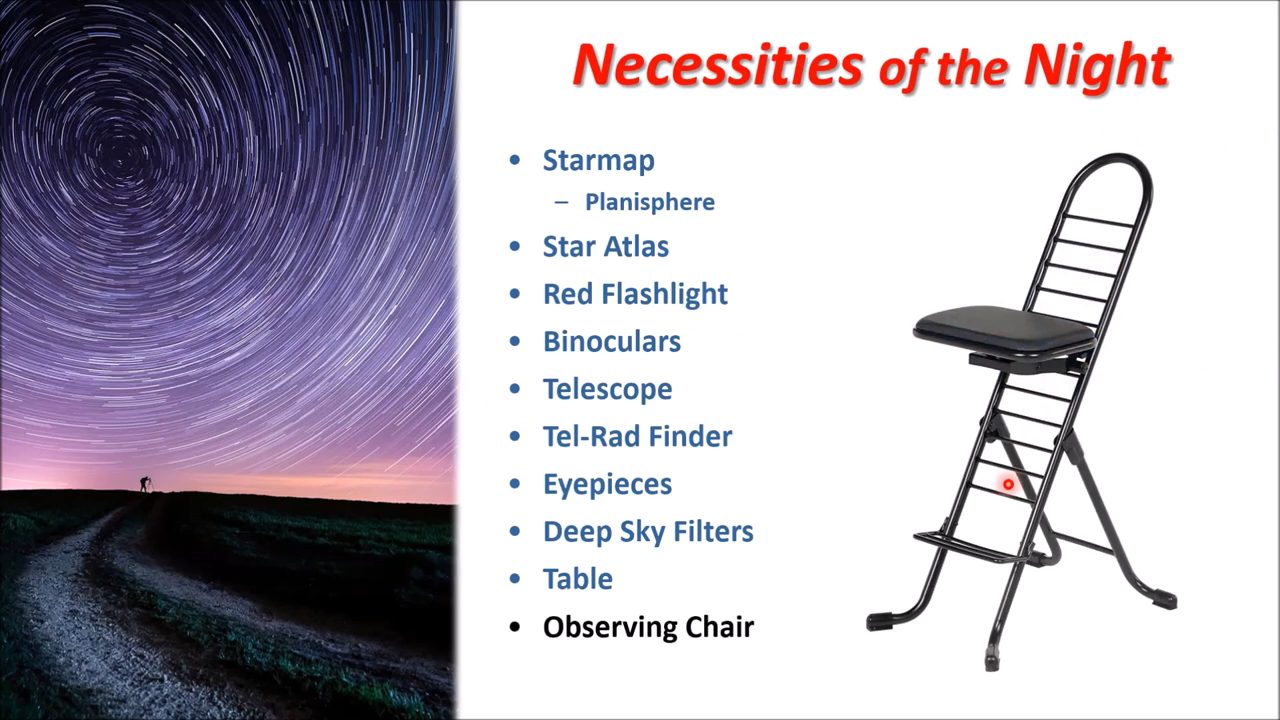 Necessities of the Night
• Starmap
– Planisphere
• Star Atlas
• Red Flashlight
• Binoculars
• Telescope
• Tel-Rad Finder
• Eyepieces
• Deep Sky Filters
• Table
• Observing Chair